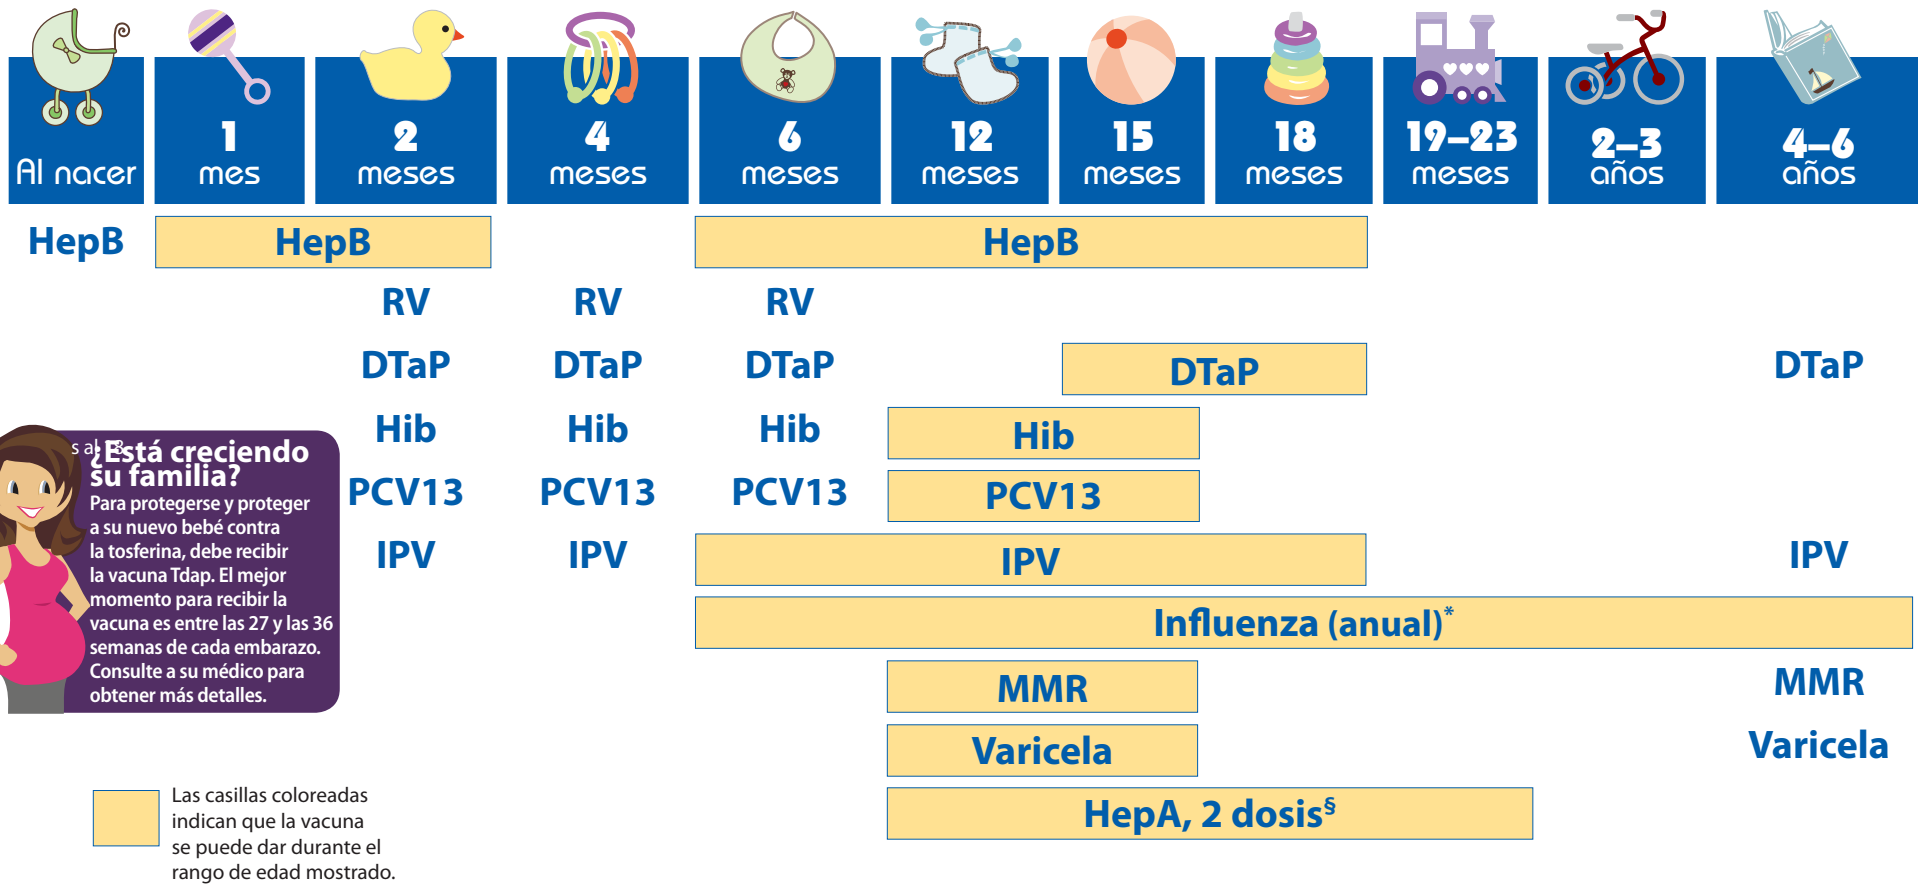 Al nacer
1
mes
2
meses
4
meses
6
meses
12
meses
15
meses
18
meses
19–23
meses
2–3
años
4–6
años
HepB HepB HepB
RV RV RV
DTaP DTaP DTaP DTaP DTaP
Hib Hib Hib Hib
PCV13 PCV13 PCV13 PCV13
IPV IPV IPV IPV
Influenza (anual)*
MMR MMR
Varicela Varicela
HepA, 2 dosis§
s al
¿Está creciendo
su familia?
Para protegerse y proteger
a su nuevo bebé contra
la tosferina, debe recibir
la vacuna Tdap. El mejor
momento para recibir la
vacuna es entre las 27 y las 36
semanas de cada embarazo.
Consulte a su médico para
obtener más detalles.
Las casillas coloreadas
indican que la vacuna
se puede dar durante el
rango de edad mostrado.